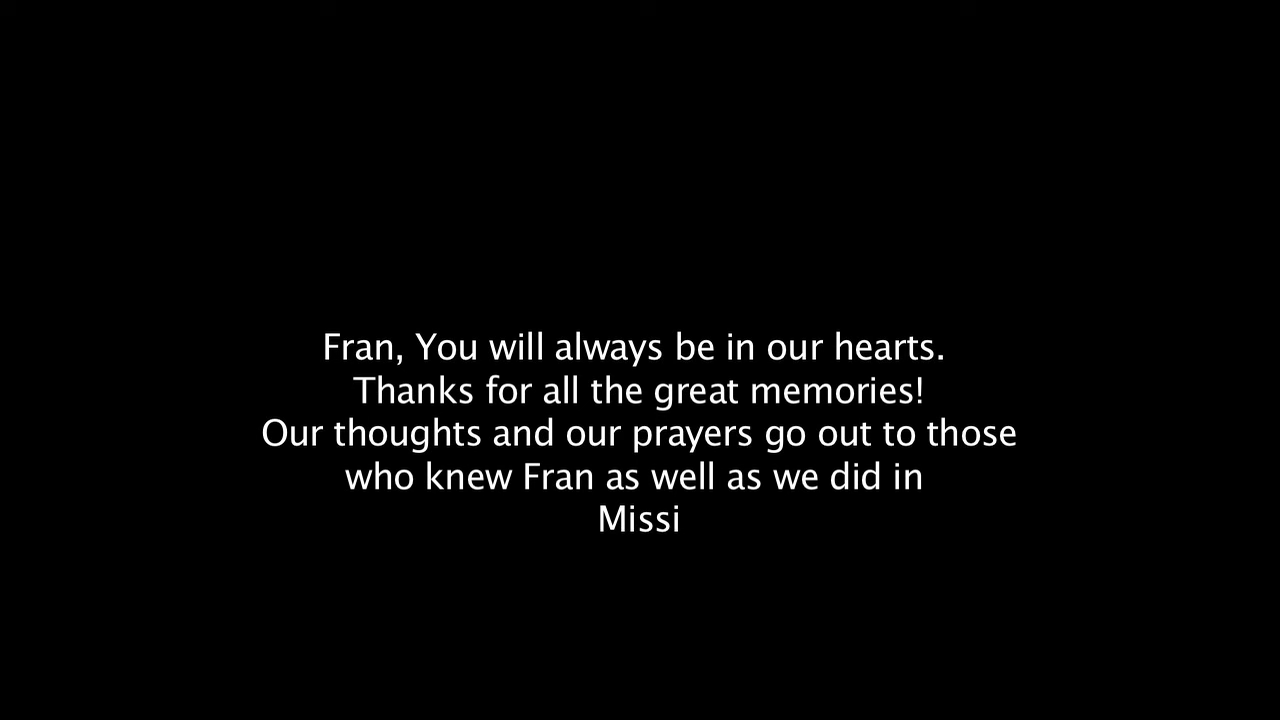 Fran, You will always be in our hearts.
Thanks for all the great memories!
Our thoughts and our prayers go out to those
who knew Fran as well as we did in
Missi